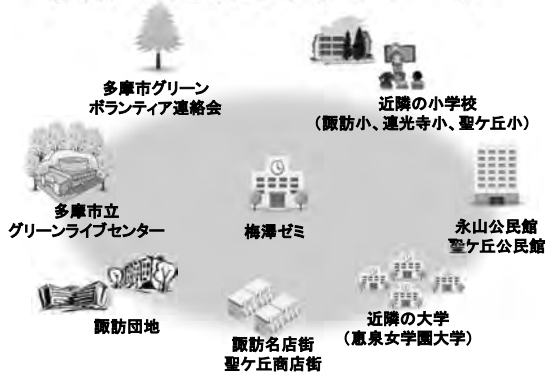 多摩市グリーン
ボランティア連絡会
近隣の小学校
(諏訪小、連光寺小、聖ケ丘小)
多摩市立
グリーンライブセンター
梅澤ゼミ
永山公民館
聖ケ丘公民館
諏訪団地
諏訪名店街
聖ケ丘商店街
近隣の大学
(恵泉女学園大学)